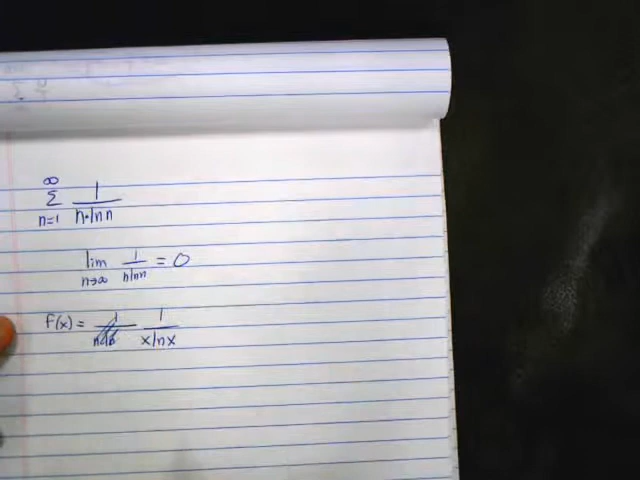 ∞
Σ 1/(n·ln n)
n=1
lim 1/(n ln n) = 0
n→∞
f(x) = 1/(x ln x)